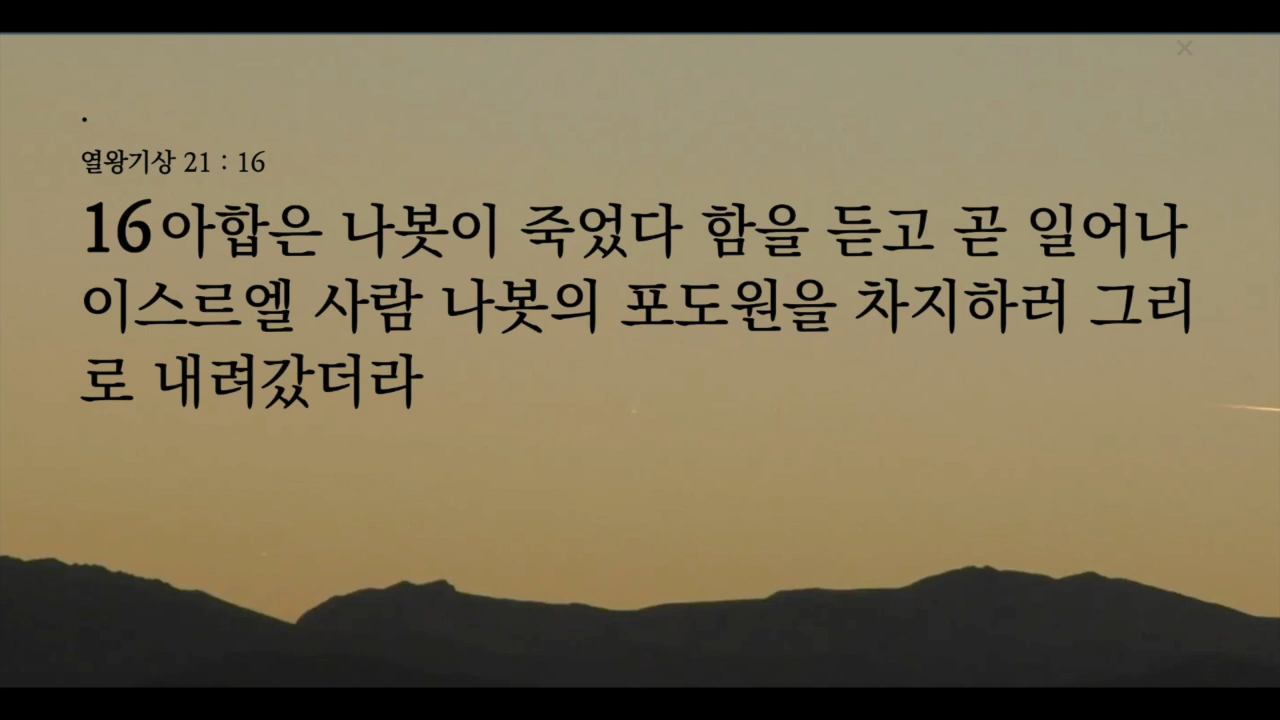 .
열왕기상 21 : 16
16아합은 나봇이 죽었다 함을 듣고 곧 일어나
이스르엘 사람 나봇의 포도원을 차지하러 그리
로 내려갔더라